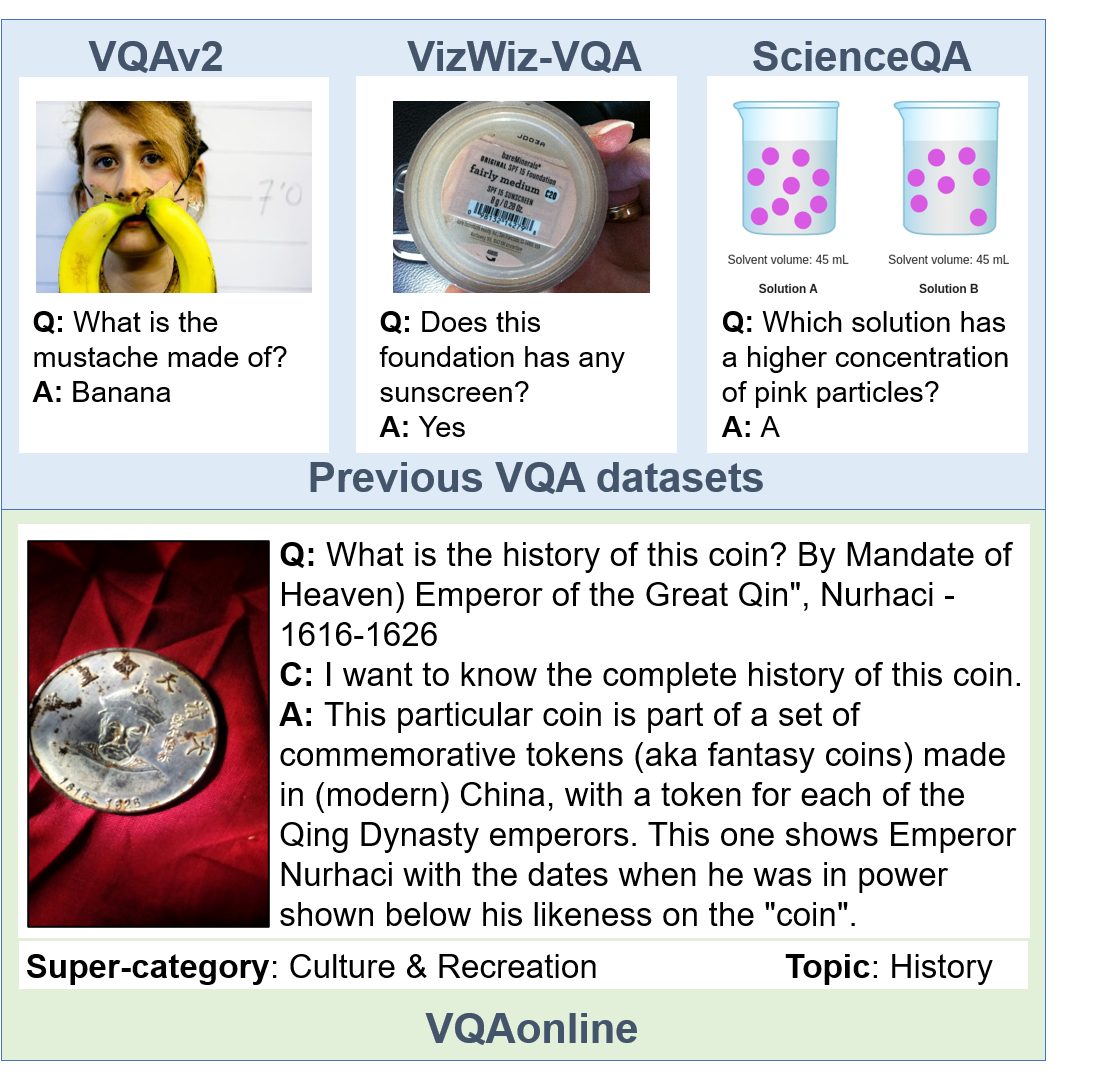 VQAv2
VizWiz-VQA
ScienceQA
7'0
J003A
bareMinerals®
ORIGINAL SPF 15 Foundation
fairly medium C20
SPF 15 SUNSCREEN
8 g / 0.28 Oz.
Solvent volume: 45 mL
Solvent volume: 45 mL
Solution A
Solution B
Q: What is the
mustache made of?
A: Banana
Q: Does this
foundation has any
sunscreen?
A: Yes
Q: Which solution has
a higher concentration
of pink particles?
A: A
Previous VQA datasets
Q: What is the history of this coin? By Mandate of
Heaven) Emperor of the Great Qin", Nurhaci -
1616-1626
C: I want to know the complete history of this coin.
A: This particular coin is part of a set of
commemorative tokens (aka fantasy coins) made
in (modern) China, with a token for each of the
Qing Dynasty emperors. This one shows Emperor
Nurhaci with the dates when he was in power
shown below his likeness on the "coin".
1616 - 1626
Super-category: Culture & Recreation
Topic: History
VQAonline